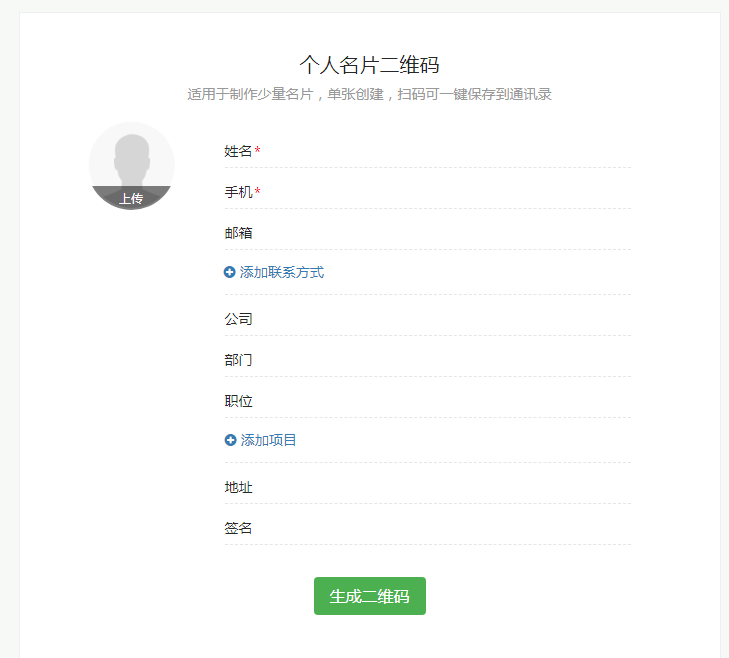 个人名片二维码
适用于制作少量名片，单张创建，扫码可一键保存到通讯录
上传
姓名*
手机*
邮箱
添加联系方式
公司
部门
职位
添加项目
地址
签名
生成二维码